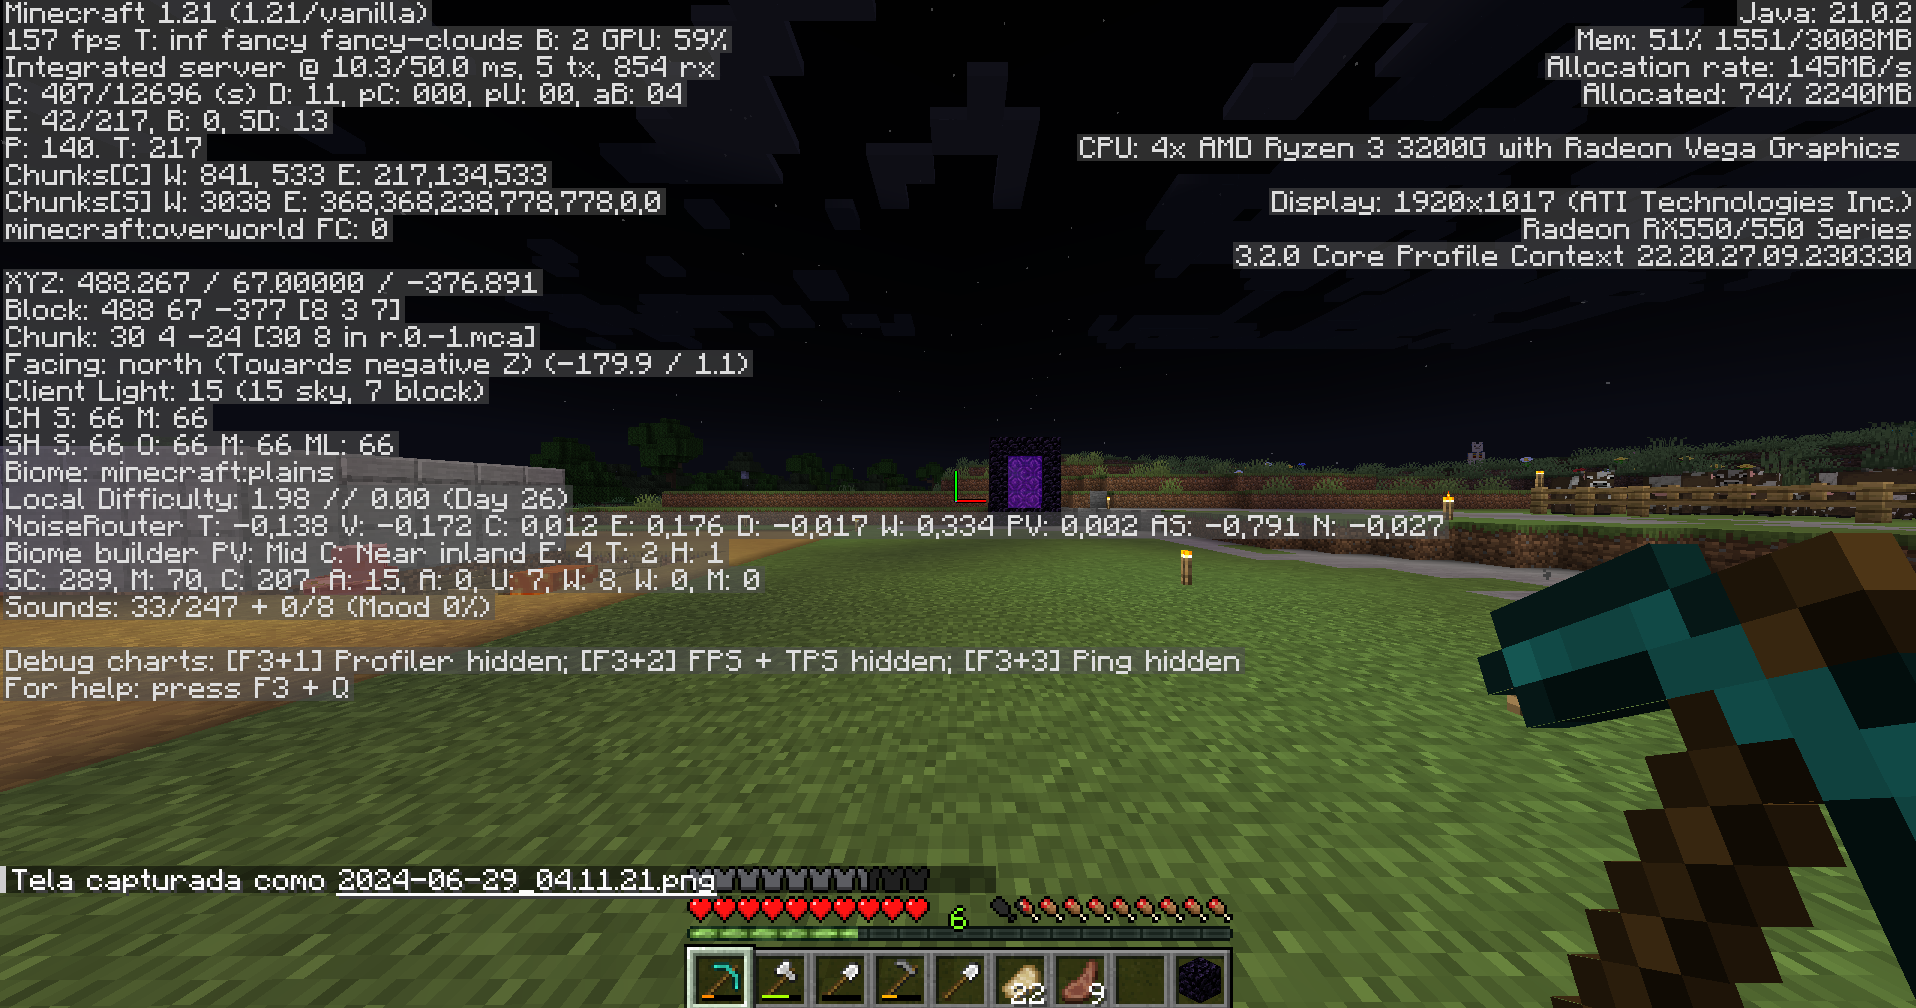 Minecraft 1.21 (1.21/vanilla)
157 fps T: inf fancy fancy-clouds B: 2 GPU: 59%
Integrated server @ 10.3/50.0 ms, 5 tx, 854 rx
C: 407/12696 (s) D: 11, pC: 000, pU: 00, aB: 04
E: 42/217, B: 0, SD: 13
P: 140. T: 217
Chunks[C] W: 841, 533 E: 217,134,533
Chunks[S] W: 3038 E: 368,368,238,778,778,0,0
minecraft:overworld FC: 0
XYZ: 488.267 / 67.00000 / -376.891
Block: 488 67 -377 [8 3 7]
Chunk: 30 4 -24 [30 8 in r.0.-1.mca]
Facing: north (Towards negative Z) (-179.9 / 1.1)
Client Light: 15 (15 sky, 7 block)
CH S: 66 M: 66
SH S: 66 O: 66 M: 66 ML: 66
Biome: minecraft:plains
Local Difficulty: 1.98 // 0.00 (Day 26)
NoiseRouter T: -0,138 V: -0,172 C: 0,012 E: 0,176 D: -0,017 W: 0,334 PV: 0,002 AS: -0,791 N: -0,027
Biome builder PV: Mid C: Near inland E: 4 T: 2 H: 1
SC: 289, M: 70, C: 207, A: 15, A: 0, U: 7, W: 8, W: 0, M: 0
Sounds: 33/247 + 0/8 (Mood 0%)
Debug charts: [F3+1] Profiler hidden; [F3+2] FPS + TPS hidden; [F3+3] Ping hidden
For help: press F3 + Q
Java: 21.0.2
Mem: 51% 1551/3008MB
Allocation rate: 145MB/s
Allocated: 74% 2240MB
CPU: 4x AMD Ryzen 3 3200G with Radeon Vega Graphics
Display: 1920x1017 (ATI Technologies Inc.)
Radeon RX550/550 Series
3.2.0 Core Profile Context 22.20.27.09.230330
Tela capturada como 2024-06-29_04.11.21.png
6
22
9